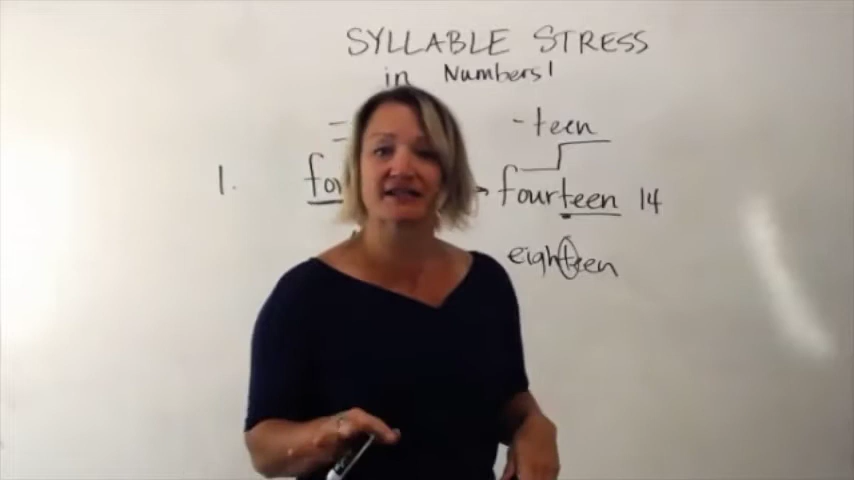 SYLLABLE STRESS
in Numbers!
-teen
1. fourteen 14
eighteen